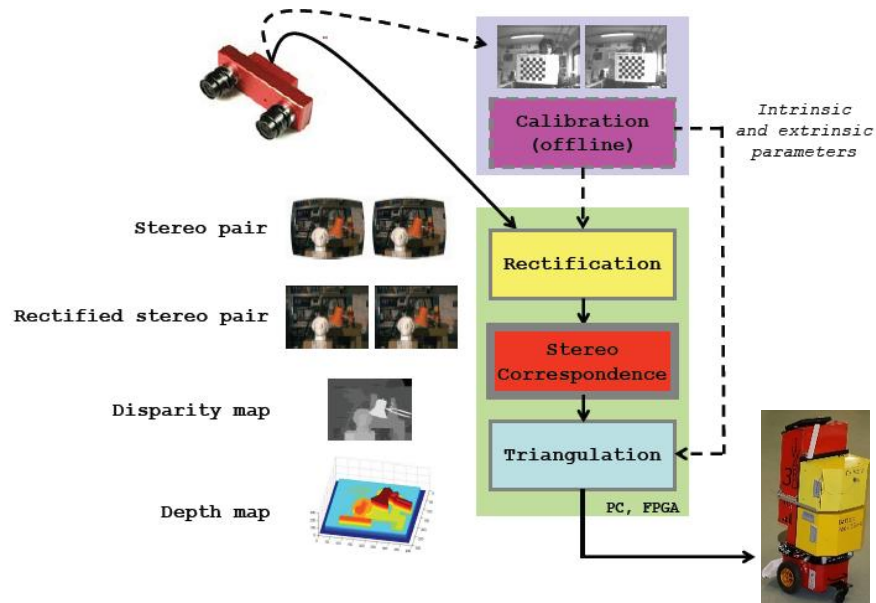 Calibration
(offline)
Intrinsic
and extrinsic
parameters
Stereo pair
Rectification
Rectified stereo pair
Stereo
Correspondence
Disparity map
Triangulation
Depth map
PC, FPGA